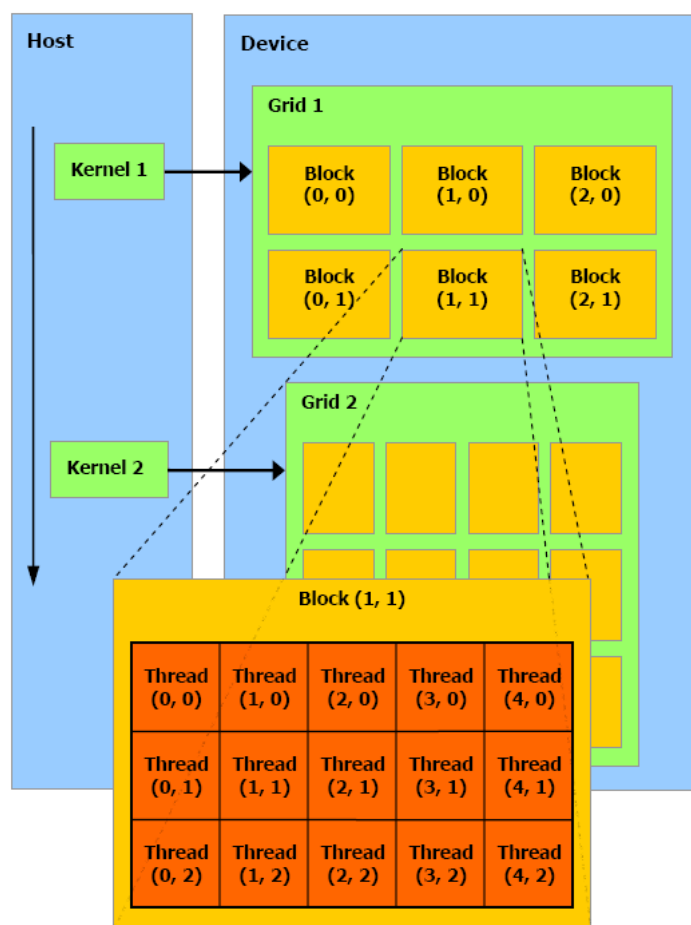 Host
Device
Grid 1
Kernel 1
Block
(0, 0)
Block
(1, 0)
Block
(2, 0)
Block
(0, 1)
Block
(1, 1)
Block
(2, 1)
Grid 2
Kernel 2
Block (1, 1)
Thread
(0, 0)
Thread
(1, 0)
Thread
(2, 0)
Thread
(3, 0)
Thread
(4, 0)
Thread
(0, 1)
Thread
(1, 1)
Thread
(2, 1)
Thread
(3, 1)
Thread
(4, 1)
Thread
(0, 2)
Thread
(1, 2)
Thread
(2, 2)
Thread
(3, 2)
Thread
(4, 2)